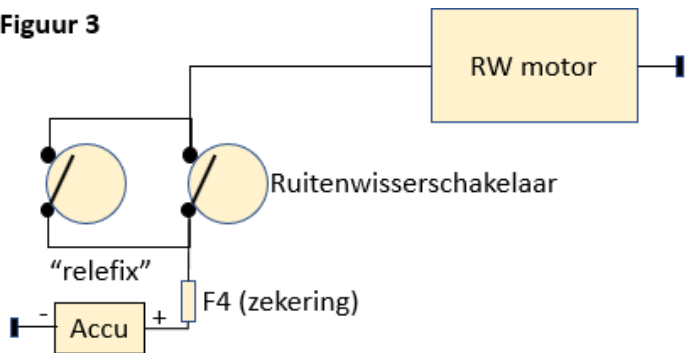 Figuur 3
RW motor
Ruitenwisserschakelaar
“relefix”
F4 (zekering)
- Accu +